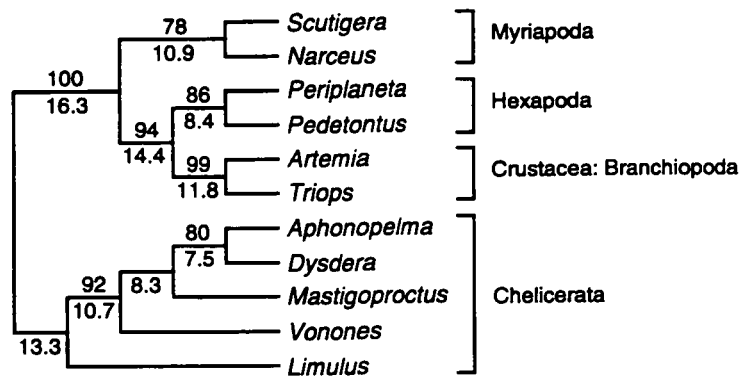 Scutigera
78
10.9
Narceus
Myriapoda
100
16.3
Periplaneta
86
8.4
Pedetontus
Hexapoda
94
14.4
Artemia
99
11.8
Triops
Crustacea: Branchiopoda
Aphonopelma
80
7.5
Dysdera
8.3
Mastigoproctus
Chelicerata
92
10.7
Vonones
13.3
Limulus